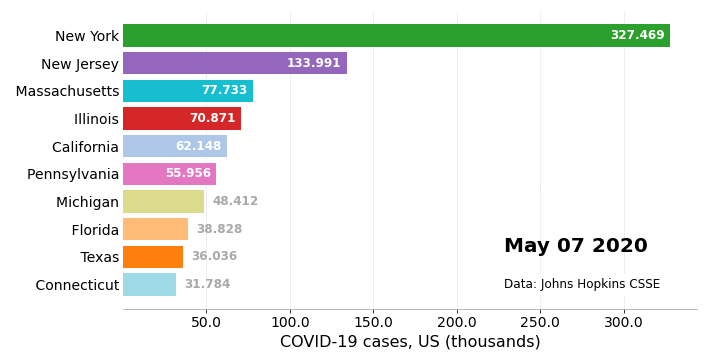 New York 327.469
New Jersey 133.991
Massachusetts 77.733
Illinois 70.871
California 62.148
Pennsylvania 55.956
Michigan 48.412
Florida 38.828
Texas 36.036
Connecticut 31.784
May 07 2020
Data: Johns Hopkins CSSE
50.0 100.0 150.0 200.0 250.0 300.0
COVID-19 cases, US (thousands)